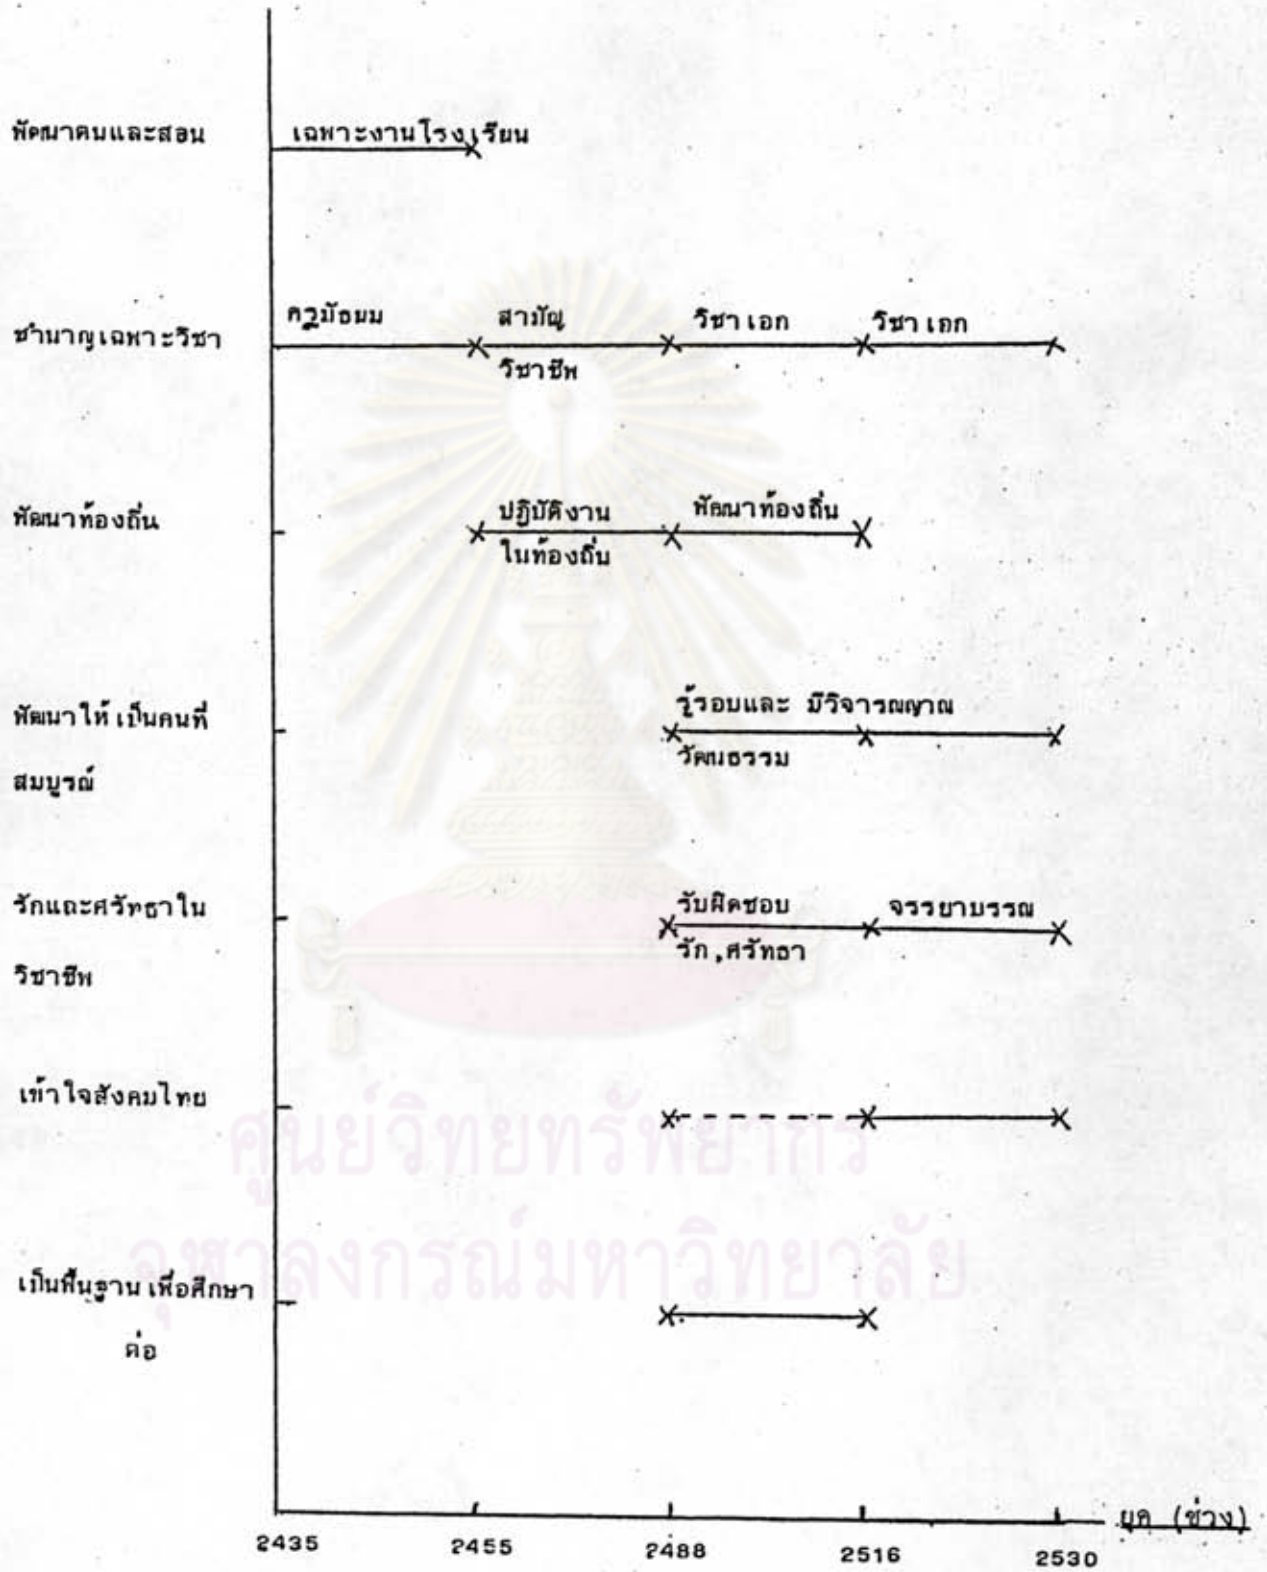 พัฒนาตนและสอน
เฉพาะงานโรงเรียน
ชำนาญเฉพาะวิชา
ครูมัธยม
สามัญ
วิชาเอก
วิชาเอก
วิชาชีพ
พัฒนาท้องถิ่น
ปฏิบัติงาน
พัฒนาท้องถิ่น
ในท้องถิ่น
พัฒนาให้เป็นคนที่
สมบูรณ์
รู้รอบและ มีวิจารณญาณ
วัฒนธรรม
รักและศรัทธาใน
วิชาชีพ
รับผิดชอบ
จรรยาบรรณ
รัก,ศรัทธา
เข้าใจสังคมไทย
ศูนย์วิทยทรัพยากร
จุฬาลงกรณ์มหาวิทยาลัย
เป็นพื้นฐานเพื่อศึกษา
ต่อ
ยุค (ช่วง)
2435
2455
2488
2516
2530